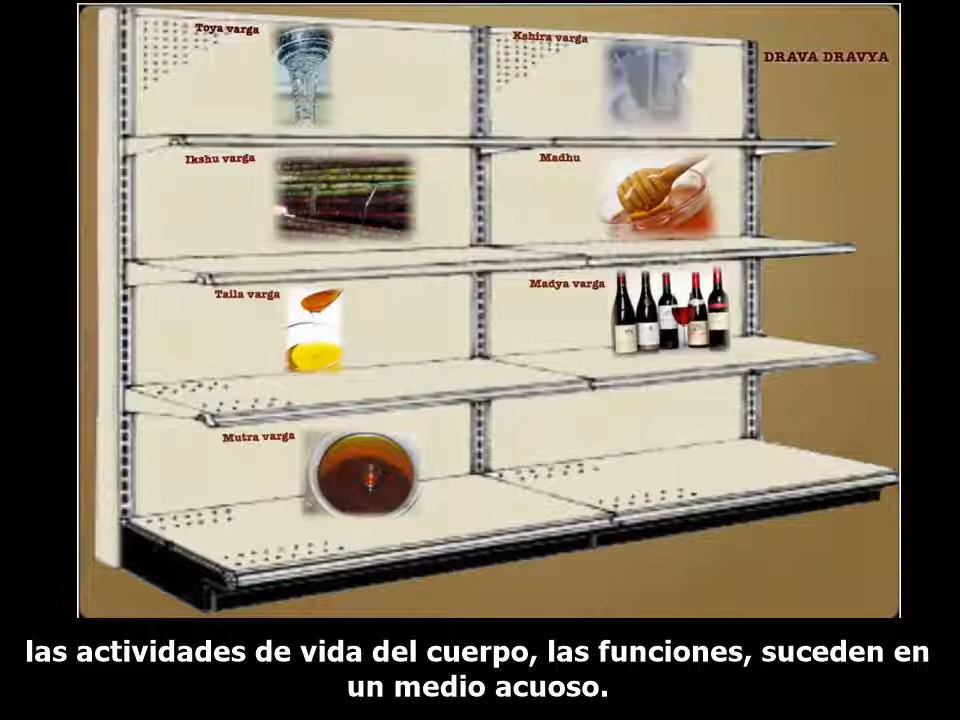 Toya varga
Kshira varga
DRAVA DRAVYA
Ikshu varga
Madhu
Taila varga
Madya varga
Mutra varga
las actividades de vida del cuerpo, las funciones, suceden en
un medio acuoso.